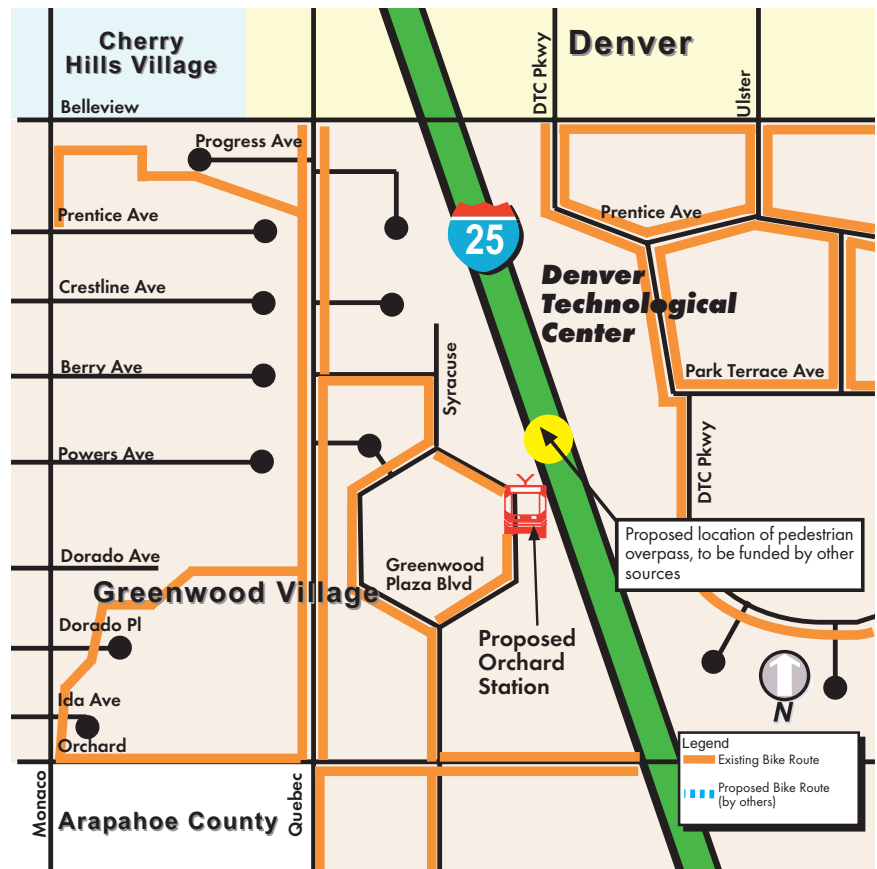 Cherry
Hills Village
Denver
DTC Pkwy
Ulster
Belleview
Progress Ave
Prentice Ave
Prentice Ave
25
Denver
Technological
Center
Crestline Ave
Berry Ave
Park Terrace Ave
Syracuse
Powers Ave
DTC Pkwy
Proposed location of pedestrian
overpass, to be funded by other
sources
Dorado Ave
Greenwood
Plaza Blvd
Greenwood Village
Dorado Pl
Proposed
Orchard
Station
Ida Ave
N
Orchard
Legend
Existing Bike Route
Proposed Bike Route
(by others)
Monaco
Quebec
Arapahoe County